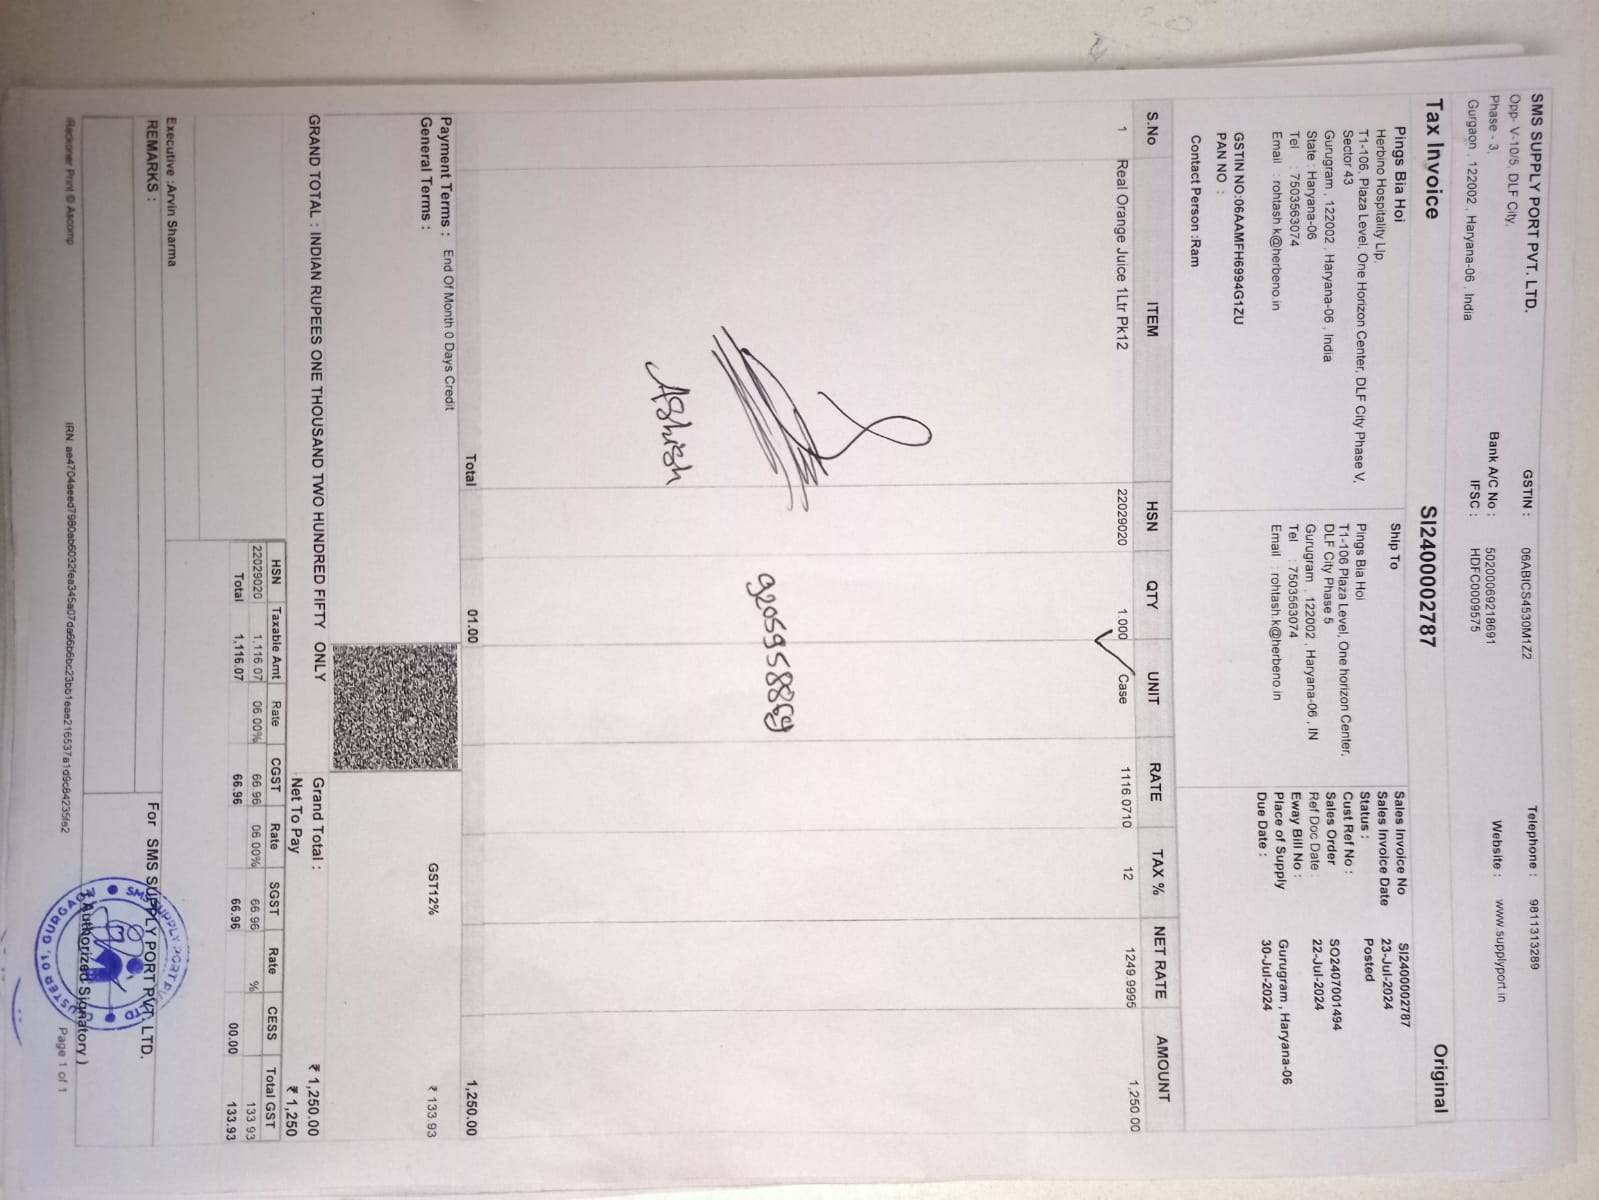 SMS SUPPLY PORT PVT. LTD.
Opp- V-10/5, DLF City,
Phase - 3,
Gurgaon , 122002 , Haryana-06 , India
GSTIN : 06ABICS4530M1Z2
Bank A/C No : 50200069218691
IFSC : HDFC0009575
Telephone : 9811313289
Website : www.supplyport.in
Tax Invoice SI2400002787 Original
Pings Bia Hoi
Herbino Hospitality Llp.
T1-106, Plaza Level, One Horizon Center, DLF City Phase V,
Sector 43
Gurugram , 122002 , Haryana-06 , India
State : Haryana-06
Tel : 7503563074
Email : rohtash.k@herbeno.in
GSTIN NO:06AAMFH6994G1ZU
PAN NO :
Contact Person :Ram
Ship To
Pings Bia Hoi
T1-106 Plaza Level, One horizon Center,
DLF City Phase 5
Gurugram , 122002 , Haryana-06 , IN
Tel : 7503563074
Email : rohtash.k@herbeno.in
Sales Invoice No SI2400002787
Sales Invoice Date 23-Jul-2024
Status : Posted
Cust Ref No :
Sales Order SO2407001494
Ref Doc Date : 22-Jul-2024
Eway Bill No :
Place of Supply Gurugram , Haryana-06
Due Date : 30-Jul-2024
S.No ITEM HSN QTY UNIT RATE TAX % NET RATE AMOUNT
1 Real Orange Juice 1Ltr Pk12 22029020 1.000 Case 1116.0710 12 1249.9995 1,250.00
9205958869
Ashish
Total 01.00 1,250.00
Payment Terms : End Of Month 0 Days Credit
General Terms :
GST12% ₹ 133.93
GRAND TOTAL : INDIAN RUPEES ONE THOUSAND TWO HUNDRED FIFTY ONLY
Grand Total : ₹ 1,250.00
Net To Pay ₹ 1,250
HSN Taxable Amt Rate CGST Rate SGST Rate CESS Total GST
22029020 1,116.07 06.00% 66.96 06.00% 66.96 % 133.93
Total 1,116.07 66.96 66.96 00.00 133.93
Executive :Arvin Sharma
REMARKS :
For SMS SUPPLY PORT PVT. LTD.
( Authorized Signatory )
Reckoner Print © Ascomp
Page 1 of 1